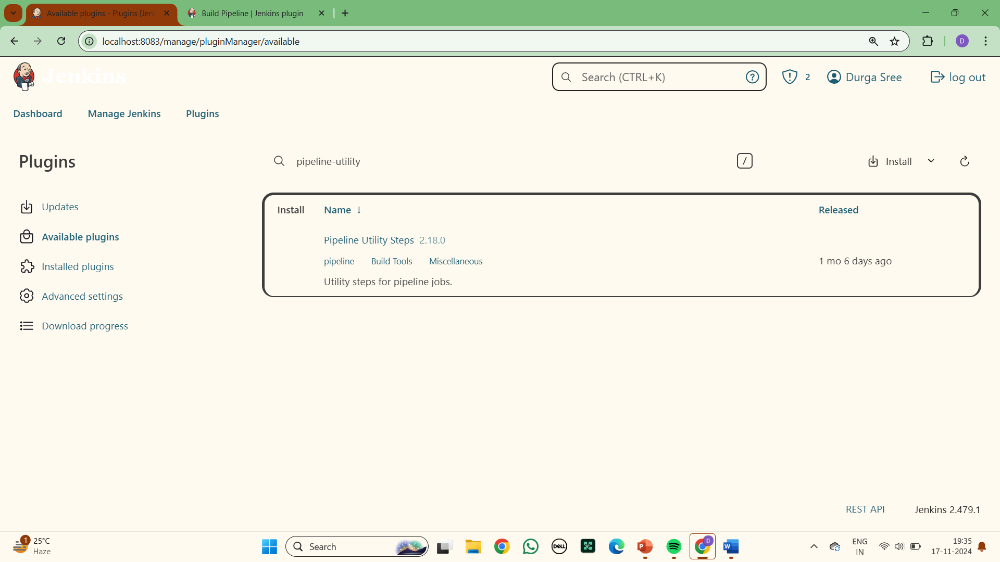 Available plugins - Plugins [Jen
Build Pipeline | Jenkins plugin
localhost:8083/manage/pluginManager/available
D
Jenkins
Search (CTRL+K)
?
2
Durga Sree
log out
Dashboard
Manage Jenkins
Plugins
Plugins
pipeline-utility
/
Install
Updates
Available plugins
Installed plugins
Advanced settings
Download progress
Install
Name ↓
Released
Pipeline Utility Steps 2.18.0
pipeline
Build Tools
Miscellaneous
1 mo 6 days ago
Utility steps for pipeline jobs.
REST API
Jenkins 2.479.1
1
25°C
Haze
Search
DELL
P
D
W
ENG
IN
19:35
17-11-2024